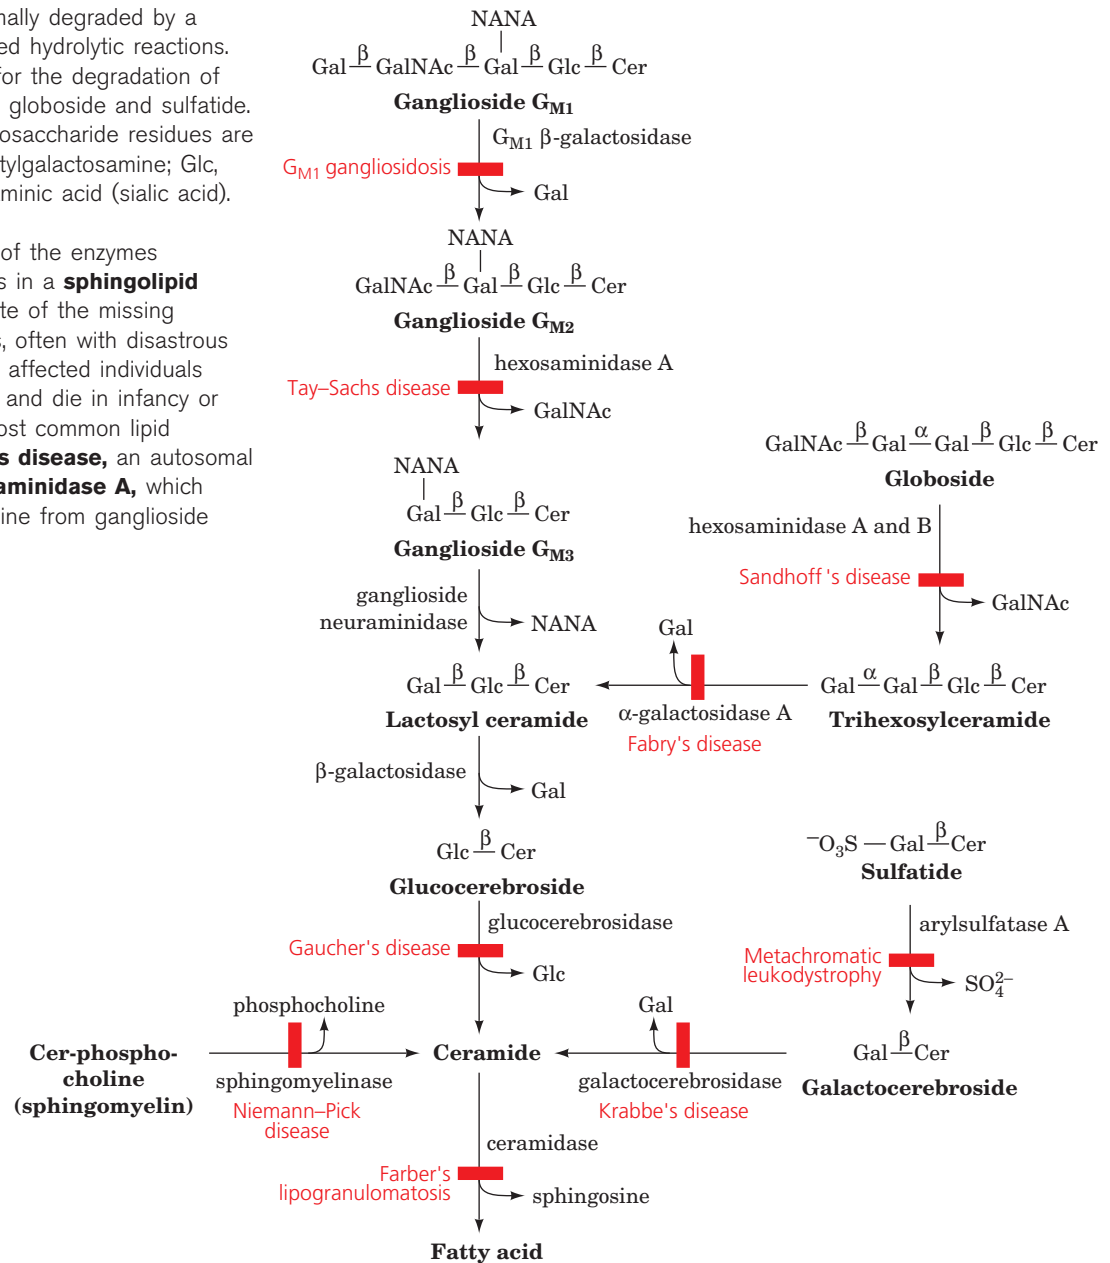 mally degraded by a
ed hydrolytic reactions.
for the degradation of
globoside and sulfatide.
osaccharide residues are
tylgalactosamine; Glc,
minic acid (sialic acid).
of the enzymes
s in a sphingolipid
te of the missing
s, often with disastrous
affected individuals
and die in infancy or
ost common lipid
s disease, an autosomal
aminidase A, which
ine from ganglioside
NANA
Gal β GalNAc β Gal β Glc β Cer
Ganglioside GM1
GM1 β-galactosidase
GM1 gangliosidosis
Gal
NANA
GalNAc β Gal β Glc β Cer
Ganglioside GM2
hexosaminidase A
Tay–Sachs disease
GalNAc
NANA
Gal β Glc β Cer
Ganglioside GM3
ganglioside
neuraminidase
NANA
GalNAc β Gal α Gal β Glc β Cer
Globoside
hexosaminidase A and B
Sandhoff's disease
GalNAc
Gal α Gal β Glc β Cer
Trihexosylceramide
Gal
α-galactosidase A
Fabry's disease
Gal β Glc β Cer
Lactosyl ceramide
β-galactosidase
Gal
Glc β Cer
Glucocerebroside
glucocerebrosidase
Gaucher's disease
Glc
⁻O₃S — Gal β Cer
Sulfatide
arylsulfatase A
Metachromatic
leukodystrophy
SO₄²⁻
Gal β Cer
Galactocerebroside
Gal
galactocerebrosidase
Krabbe's disease
phosphocholine
Cer-phospho-
choline
(sphingomyelin)
sphingomyelinase
Niemann–Pick
disease
Ceramide
ceramidase
Farber's
lipogranulomatosis
sphingosine
Fatty acid